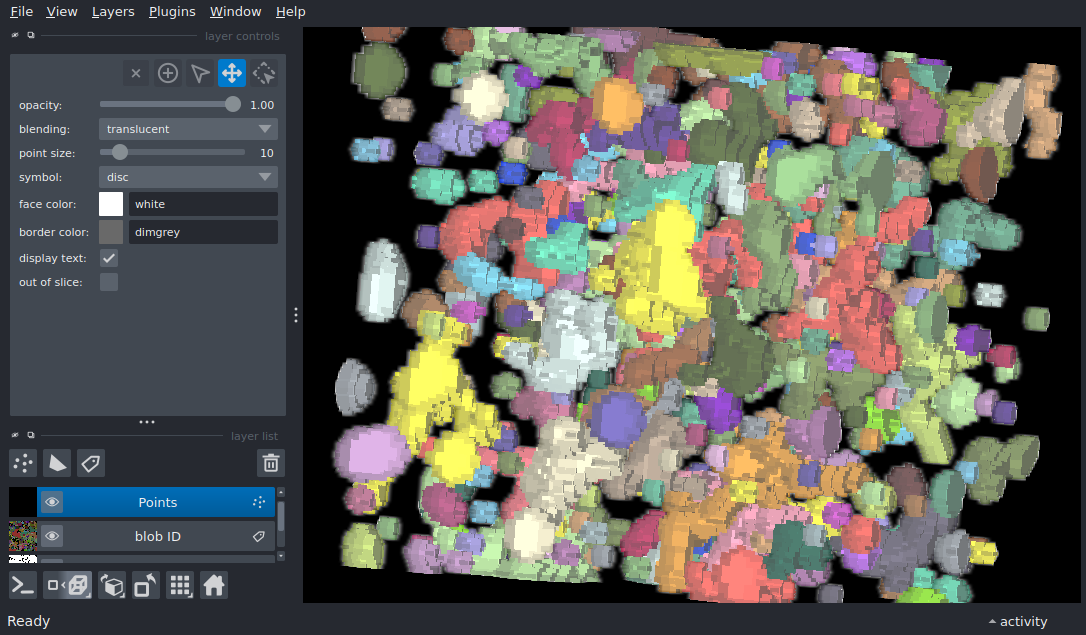 File View Layers Plugins Window Help
layer controls
opacity: 1.00
blending: translucent
point size: 10
symbol: disc
face color: white
border color: dimgrey
display text:
out of slice:
layer list
Points
blob ID
Ready activity